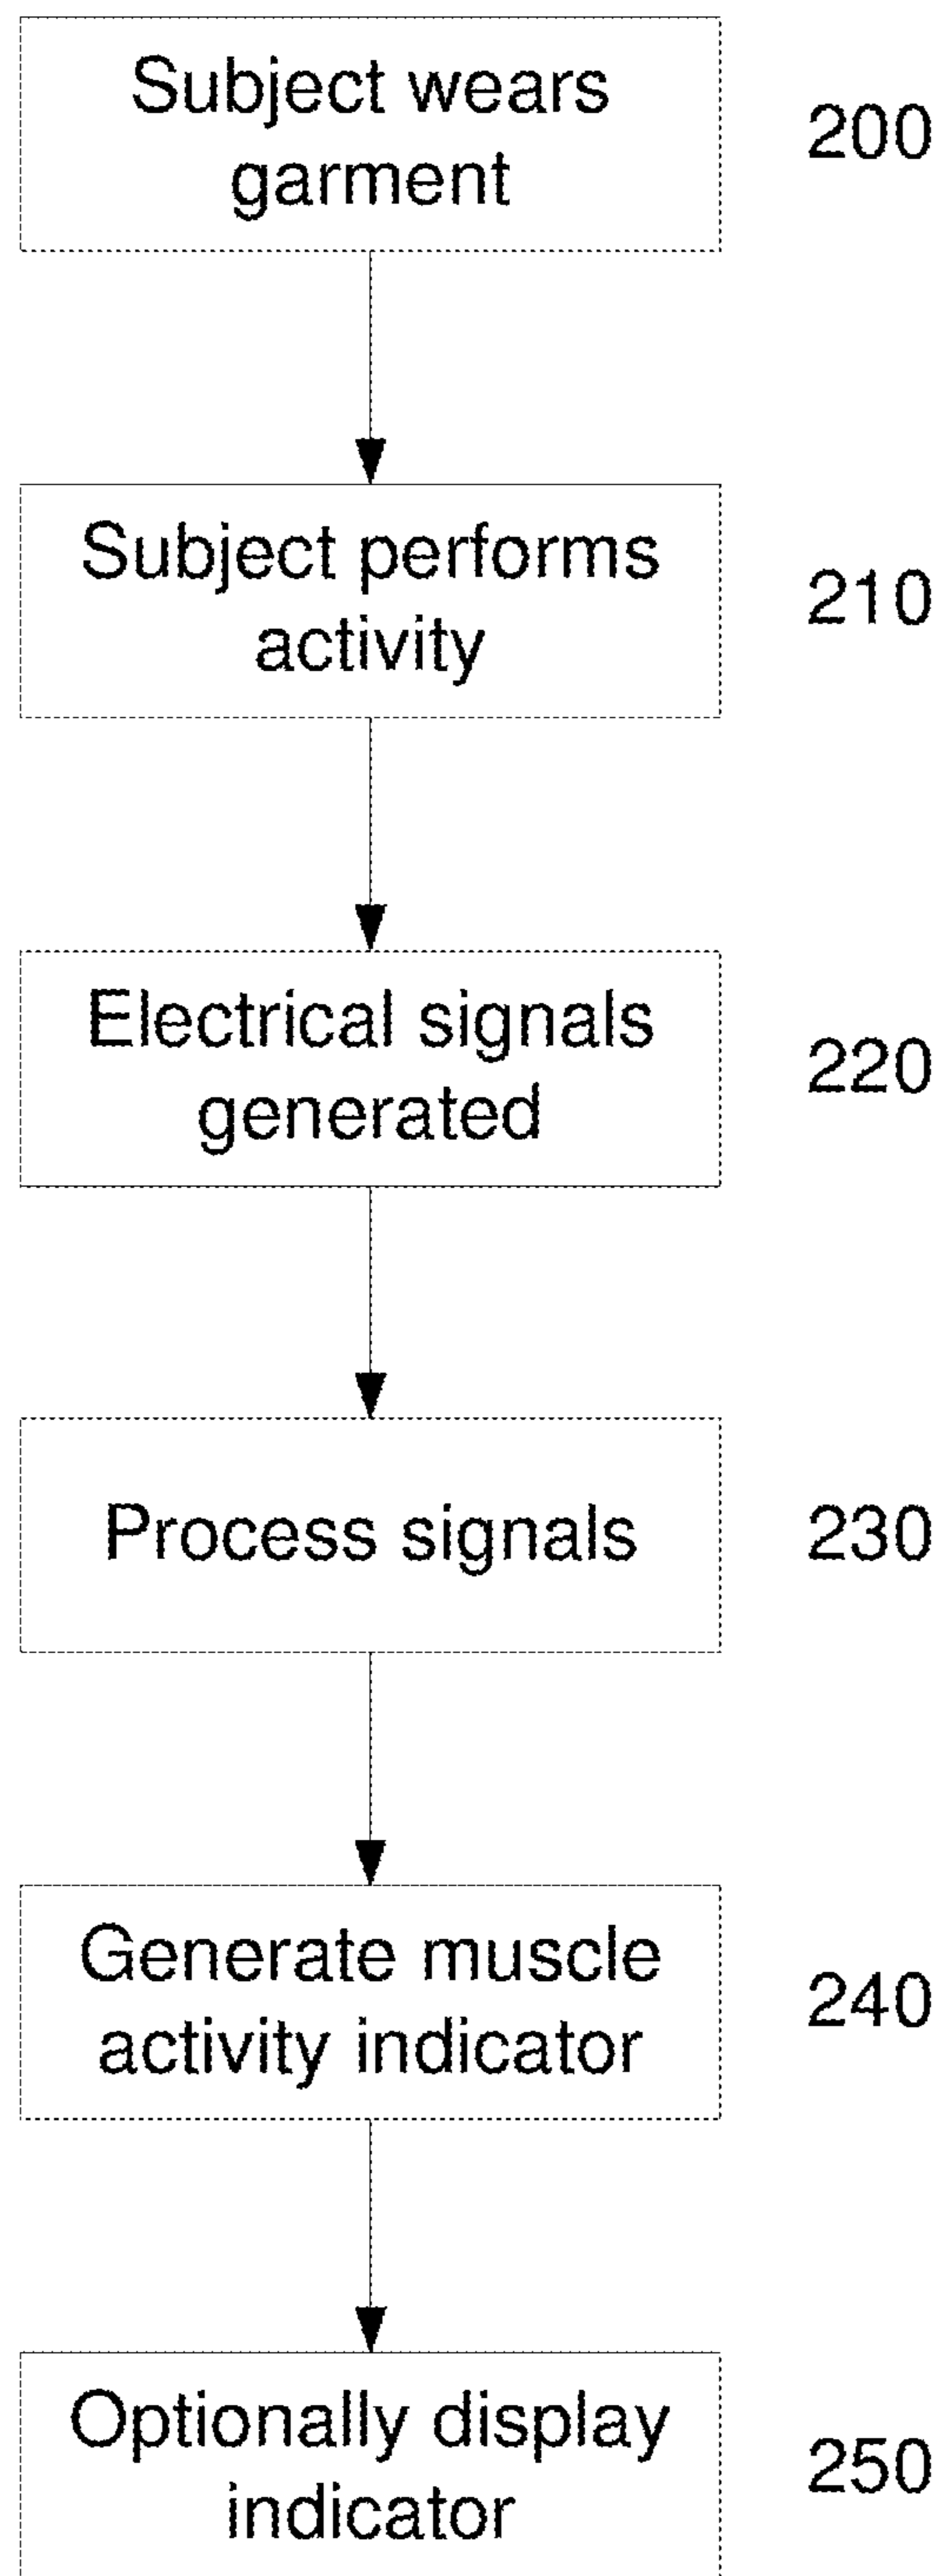 Subject wears
garment
200
Subject performs
activity
210
Electrical signals
generated
220
Process signals
230
Generate muscle
activity indicator
240
Optionally display
indicator
250